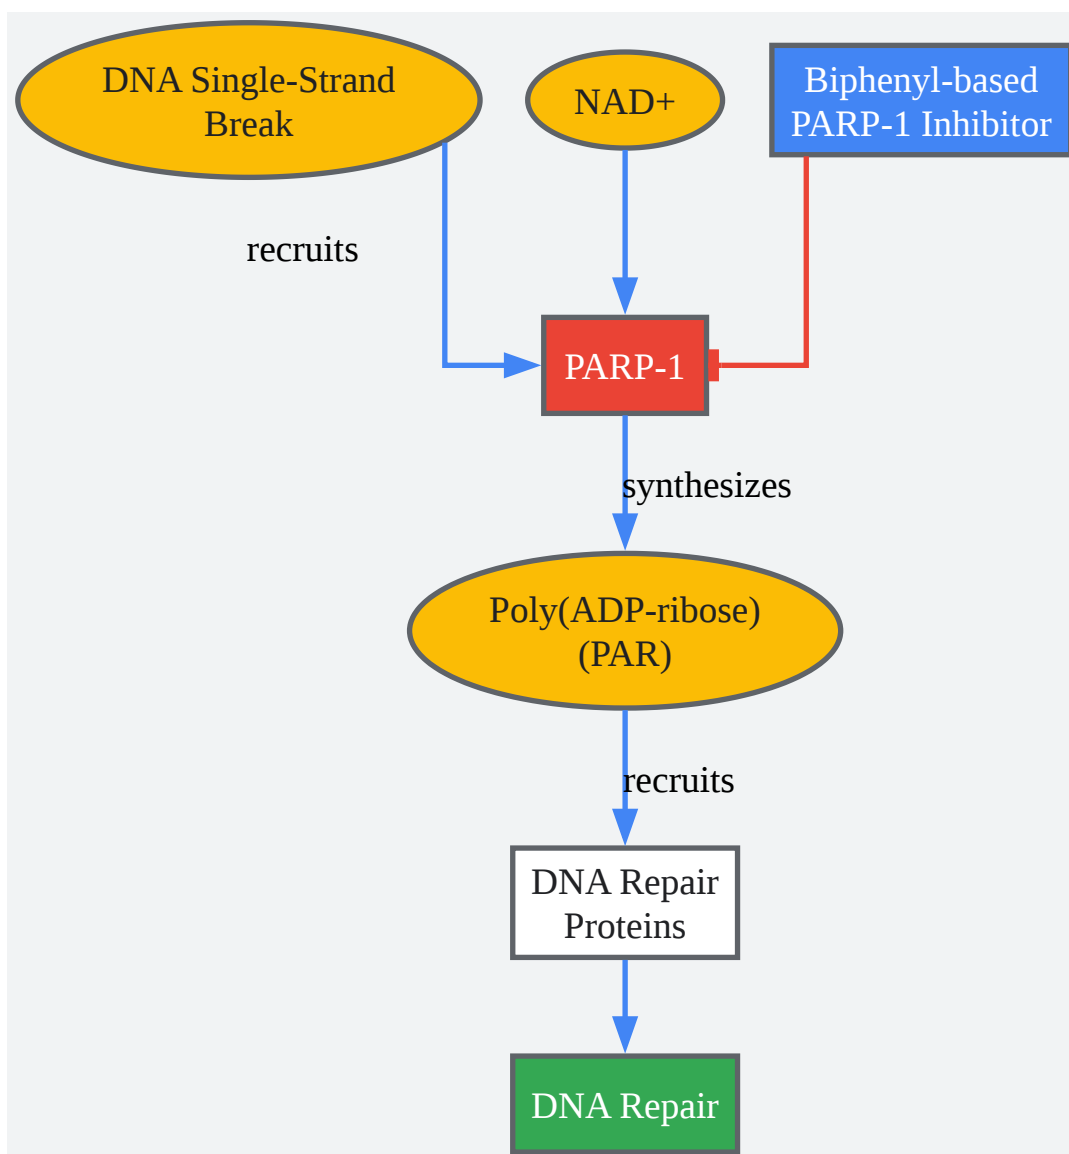 DNA Single-Strand
Break
NAD+
Biphenyl-based
PARP-1 Inhibitor
recruits
PARP-1
synthesizes
Poly(ADP-ribose)
(PAR)
recruits
DNA Repair
Proteins
DNA Repair